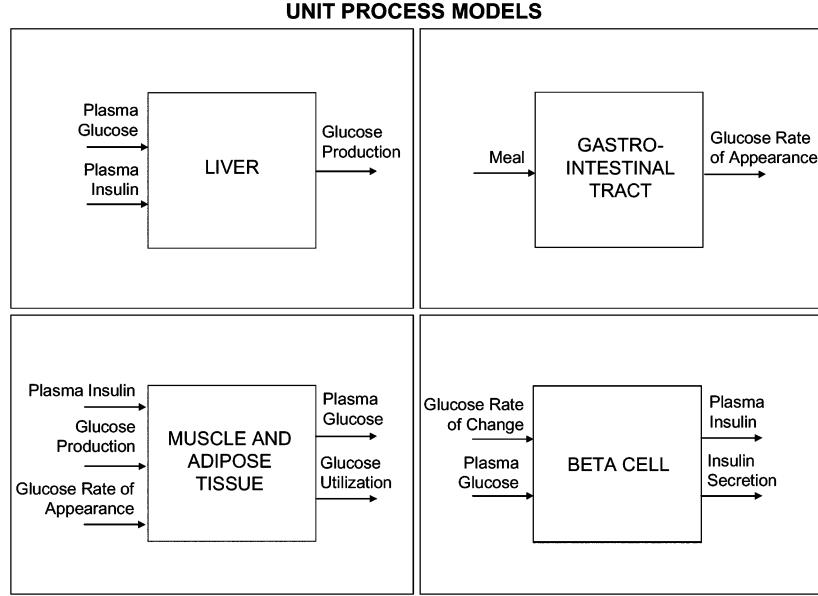 UNIT PROCESS MODELS
Plasma
Glucose
Plasma
Insulin
LIVER
Glucose
Production
Meal
GASTRO-
INTESTINAL
TRACT
Glucose Rate
of Appearance
Plasma Insulin
Glucose
Production
Glucose Rate of
Appearance
MUSCLE AND
ADIPOSE
TISSUE
Plasma
Glucose
Glucose
Utilization
Glucose Rate
of Change
Plasma
Glucose
BETA CELL
Plasma
Insulin
Insulin
Secretion